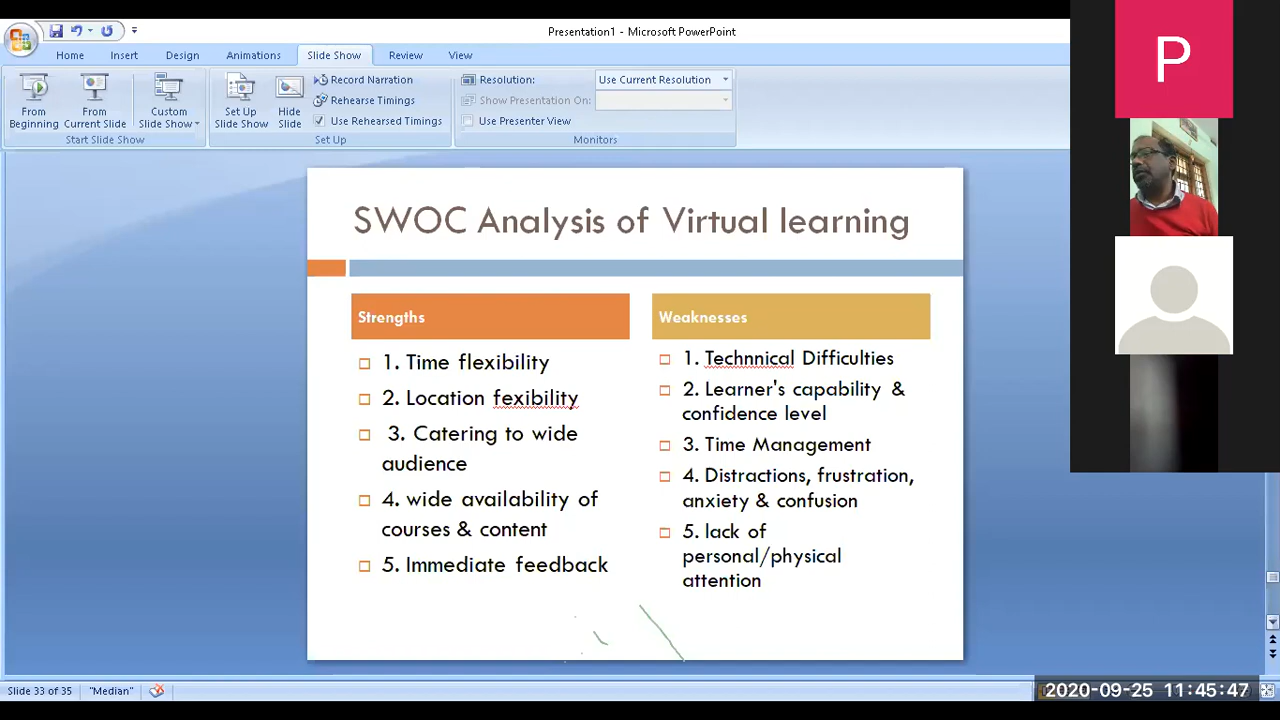 Presentation1 - Microsoft PowerPoint
Home Insert Design Animations Slide Show Review View
From Beginning
From Current Slide
Custom Slide Show
Start Slide Show
Set Up Slide Show
Hide Slide
Record Narration
Rehearse Timings
Use Rehearsed Timings
Set Up
Resolution: Use Current Resolution
Show Presentation On:
Use Presenter View
Monitors
P
SWOC Analysis of Virtual learning
Strengths
1. Time flexibility
2. Location fexibility
3. Catering to wide
audience
4. wide availability of
courses & content
5. Immediate feedback
Weaknesses
1. Technnical Difficulties
2. Learner's capability &
confidence level
3. Time Management
4. Distractions, frustration,
anxiety & confusion
5. lack of
personal/physical
attention
Slide 33 of 35 "Median"
2020-09-25 11:45:47